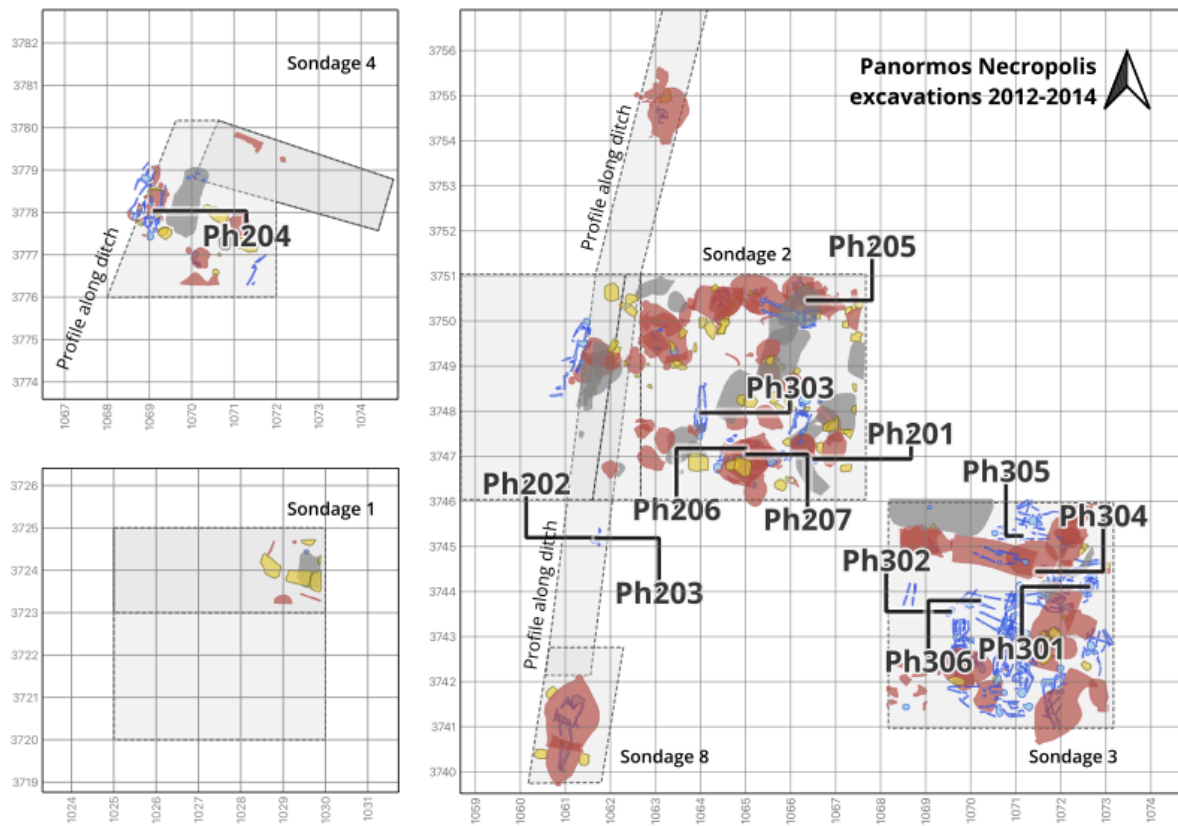 Panormos Necropolis
excavations 2012-2014
Sondage 4
3782
3781
3780
3779
3778
3777
3776
3775
3774
Ph204
Profile along ditch
1067
1068
1069
1070
1071
1072
1073
1074
Sondage 1
3726
3725
3724
3723
3722
3721
3720
3719
1024
1025
1026
1027
1028
1029
1030
1031
3756
3755
3754
3753
3752
3751
3750
3749
3748
3747
3746
3745
3744
3743
3742
3741
3740
Profile along ditch
Sondage 2
Ph205
Ph303
Ph201
Ph202
Ph206
Ph207
Ph305
Ph304
Ph302
Ph203
Profile along ditch
Ph306
Ph301
Sondage 8
Sondage 3
1059
1060
1061
1062
1063
1064
1065
1066
1067
1068
1069
1070
1071
1072
1073
1074